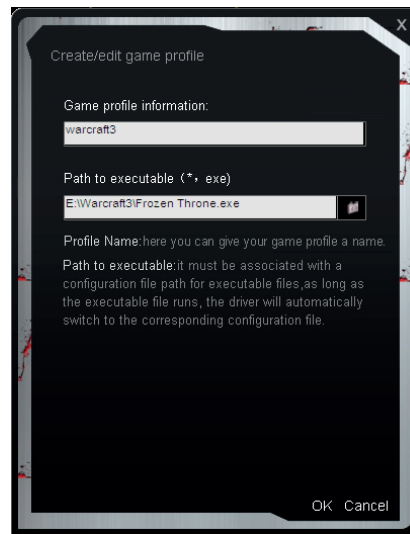 X
Create/edit game profile
Game profile information:
warcraft3
Path to executable (*, exe)
E:\Warcraft3\Frozen Throne.exe
Profile Name:here you can give your game profile a name.
Path to executable:it must be associated with a
configuration file path for executable files,as long as
the executable file runs, the driver will automatically
switch to the corresponding configuration file.
OK Cancel